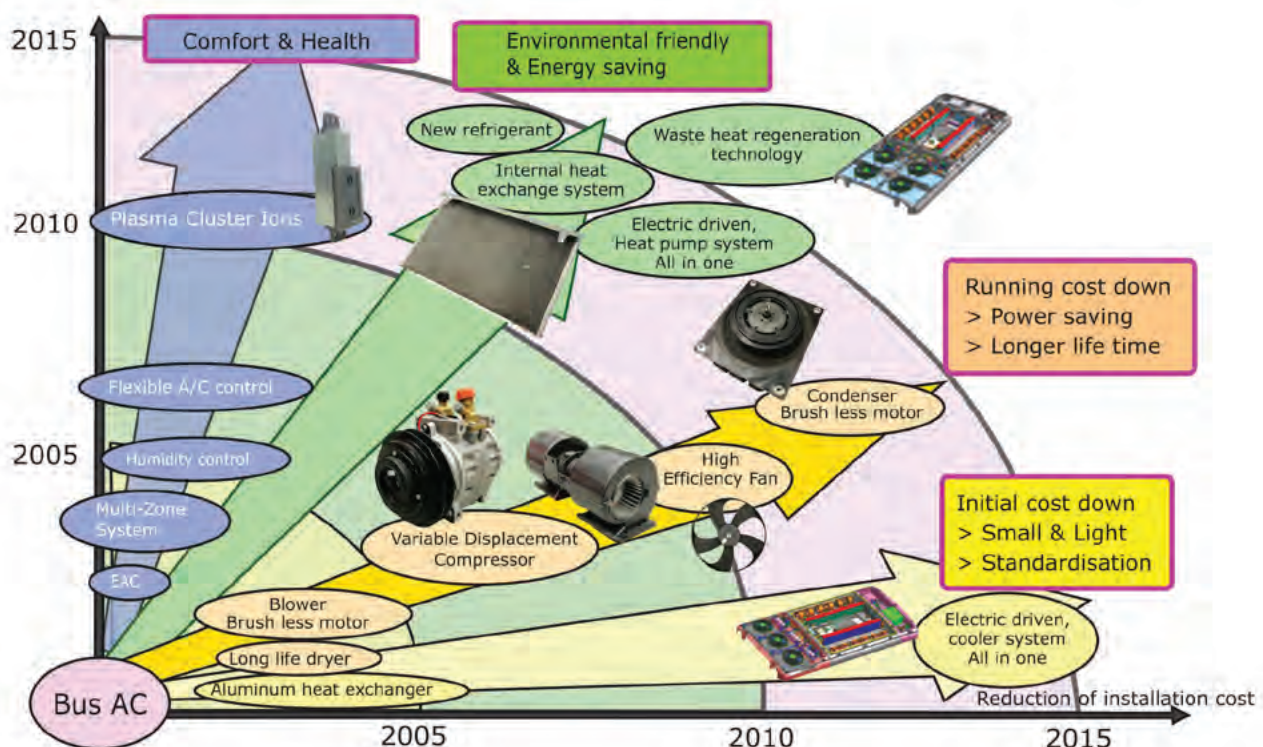 2015
Comfort & Health
Environmental friendly
& Energy saving
New refrigerant
Waste heat regeneration
technology
Internal heat
exchange system
2010
Plasma Cluster Ions
Electric driven,
Heat pump system
All in one
Running cost down
> Power saving
> Longer life time
Flexible A/C control
Condenser
Brush less motor
2005
Humidity control
High
Efficiency Fan
Multi-Zone
System
Initial cost down
> Small & Light
> Standardisation
Variable Displacement
Compressor
EAC
Blower
Brush less motor
Electric driven,
cooler system
All in one
Long life dryer
Aluminum heat exchanger
Bus AC
Reduction of installation cost
2005
2010
2015